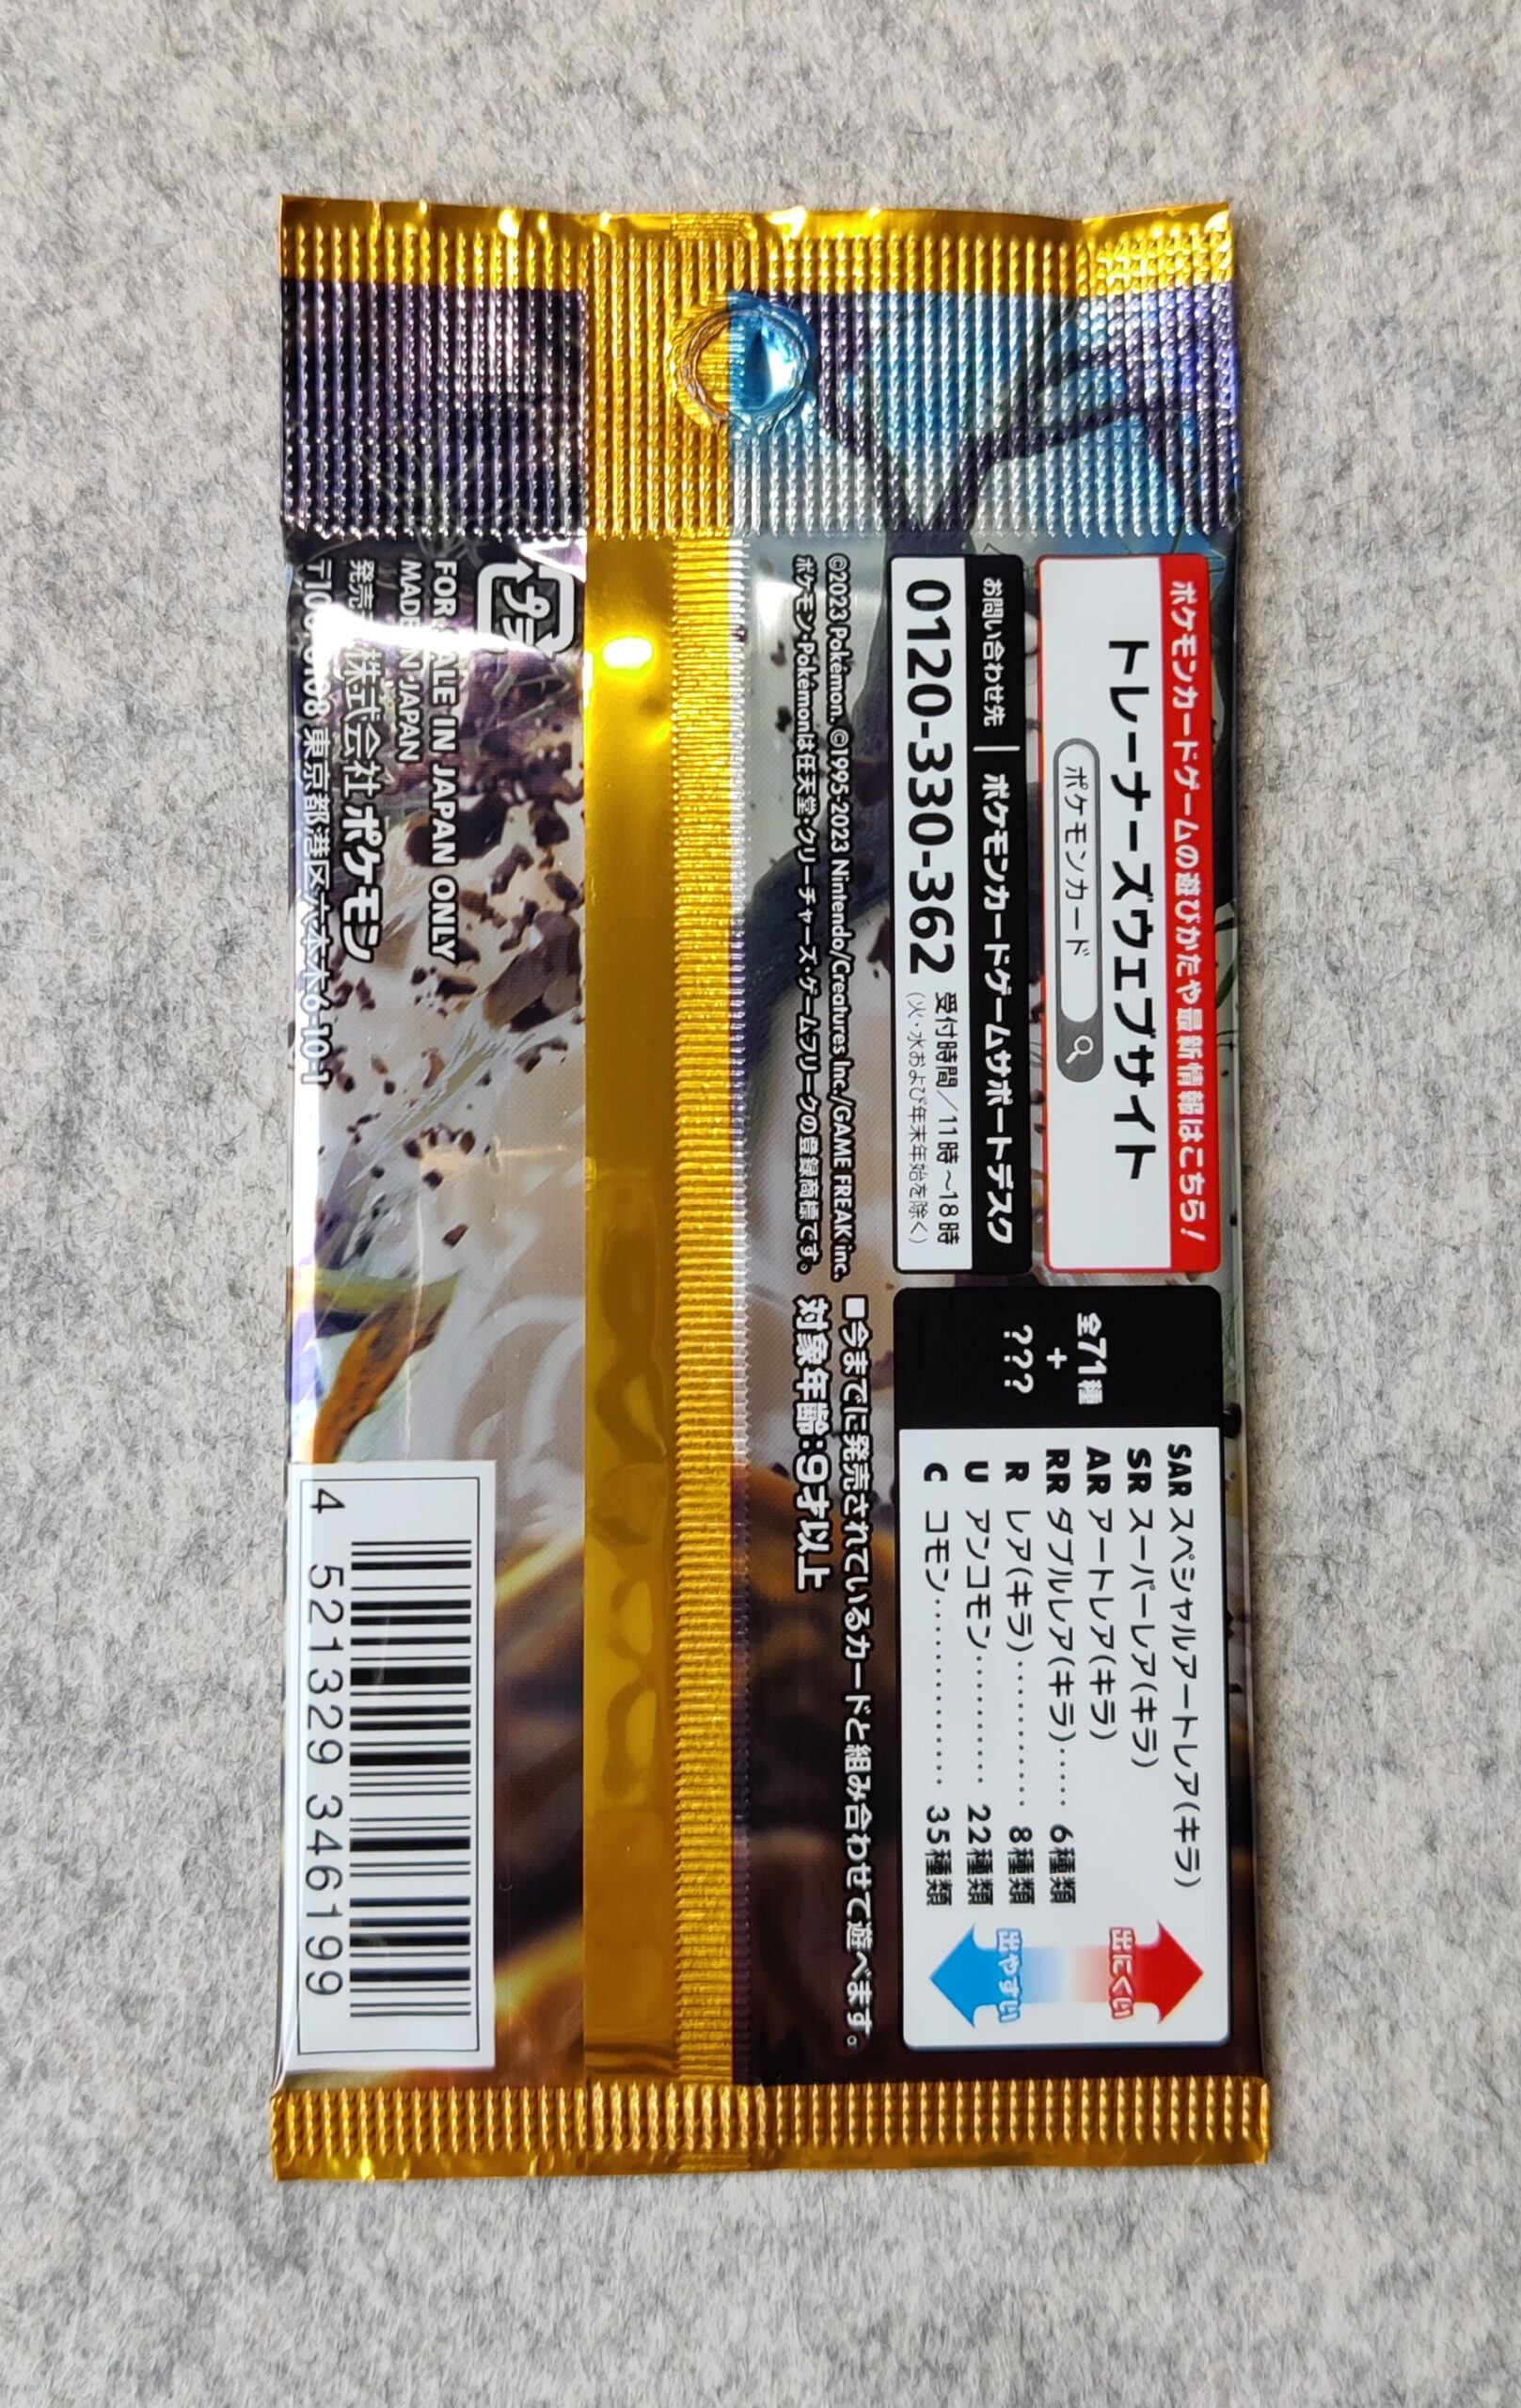 ポケモンカードゲームの遊びかたや最新情報はこちら!
トレーナーズウェブサイト
ポケモンカード
お問い合わせ先 ポケモンカードゲームサポートデスク
0120-330-362
受付時間/11時~18時
(火・水および年末年始を除く)
©2023 Pokémon. ©1995-2023 Nintendo/Creatures Inc./GAME FREAK inc.
ポケモン・Pokémonは任天堂・クリーチャーズ・ゲームフリークの登録商標です。
全71種
+
???
SAR スペシャルアートレア(キラ)
SR スーパーレア(キラ)
AR アートレア(キラ)
RR ダブルレア(キラ)····· 6種類
R レア(キラ)··········· 8種類
U アンコモン··········· 22種類
C コモン··············· 35種類
出にくい
出やすい
■今までに発売されているカードと組み合わせて遊べます。
対象年齢:9才以上
プラ
FOR SALE IN JAPAN ONLY
MADE IN JAPAN
株式会社ポケモン
東京都港区六本木6-10-1
4 521329 346199